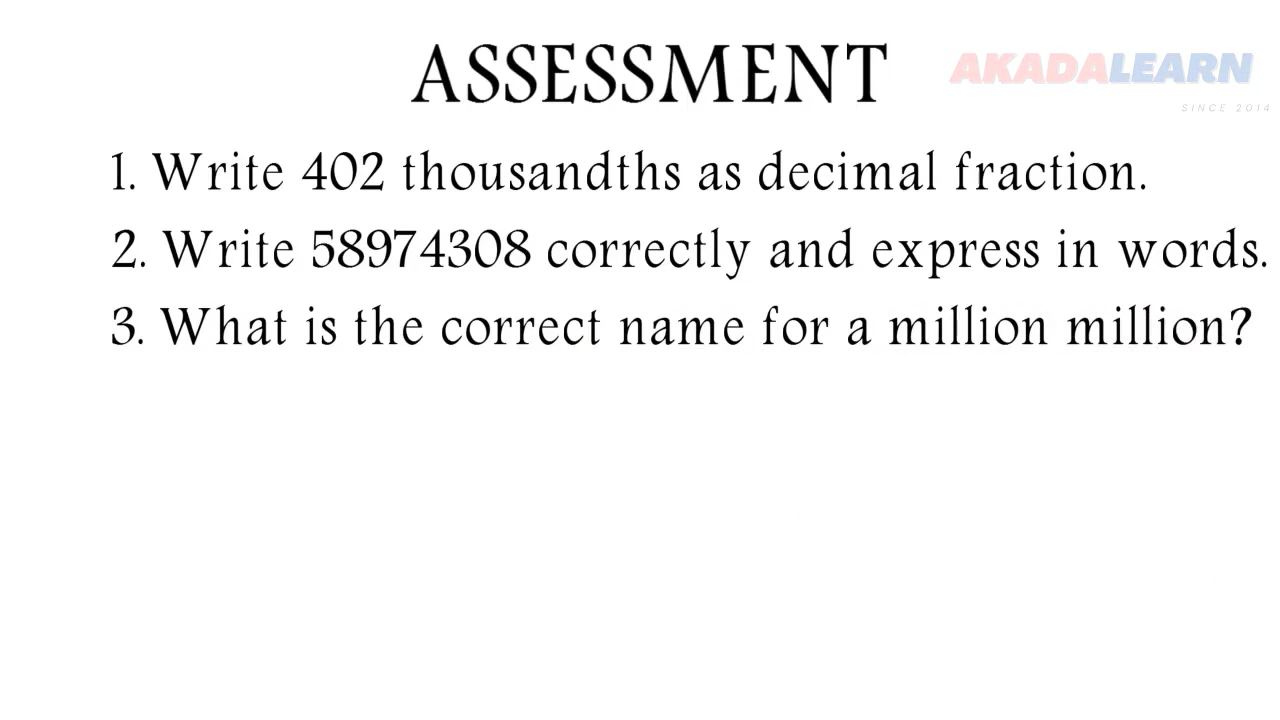 ASSESSMENT
AKADALEARN
SINCE 2014
1. Write 402 thousandths as decimal fraction.
2. Write 58974308 correctly and express in words.
3. What is the correct name for a million million?